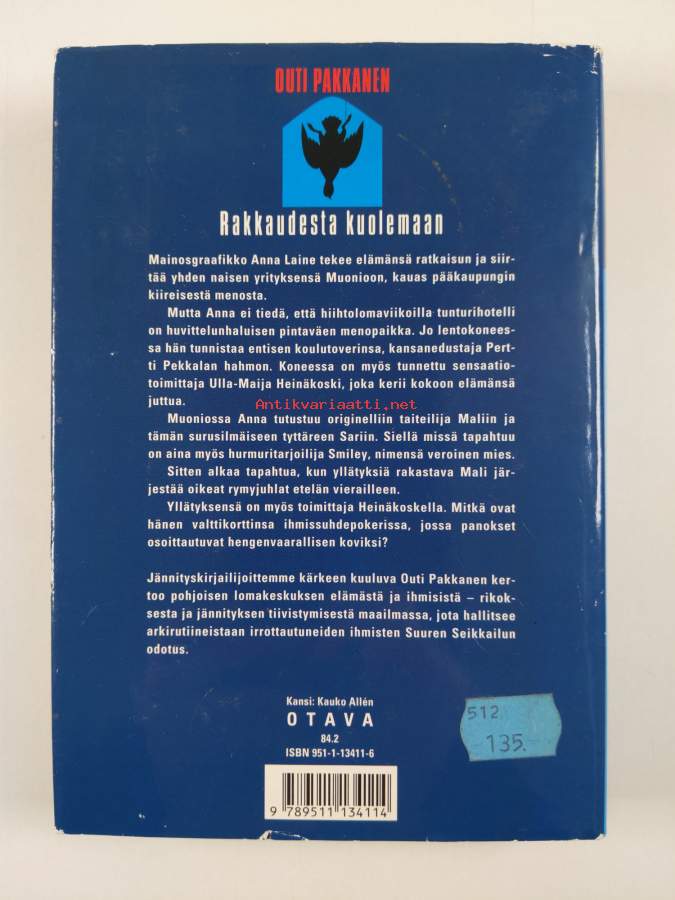 OUTI PAKKANEN
Rakkaudesta kuolemaan
Mainosgraafikko Anna Laine tekee elämänsä ratkaisun ja siir-
tää yhden naisen yrityksensä Muonioon, kauas pääkaupungin
kiireisestä menosta.
Mutta Anna ei tiedä, että hiihtolomaviikoilla tunturihotelli
on huvittelunhaluisen pintaväen menopaikka. Jo lentokonees-
sa hän tunnistaa entisen koulutoverinsa, kansanedustaja Pert-
ti Pekkalan hahmon. Koneessa on myös tunnettu sensaatio-
toimittaja Ulla-Maija Heinäkoski, joka kerii kokoon elämänsä
juttua.
Antikvariaatti.net
Muoniossa Anna tutustuu originelliin taiteilija Maliin ja
tämän surusilmäiseen tyttäreen Sariin. Siellä missä tapahtuu
on aina myös hurmuritarjoilija Smiley, nimensä veroinen mies.
Sitten alkaa tapahtua, kun yllätyksiä rakastava Mali jär-
jestää oikeat rymyjuhlat etelän vierailleen.
Yllätyksensä on myös toimittaja Heinäkoskella. Mitkä ovat
hänen valttikorttinsa ihmissuhdepokerissa, jossa panokset
osoittautuvat hengenvaarallisen koviksi?
Jännityskirjailijoittemme kärkeen kuuluva Outi Pakkanen ker-
too pohjoisen lomakeskuksen elämästä ja ihmisistä – rikok-
sesta ja jännityksen tiivistymisestä maailmassa, jota hallitsee
arkirutiineistaan irrottautuneiden ihmisten Suuren Seikkailun
odotus.
Kansi: Kauko Allén
OTAVA
84.2
ISBN 951-1-13411-6
9 789511 134114
512
135.-